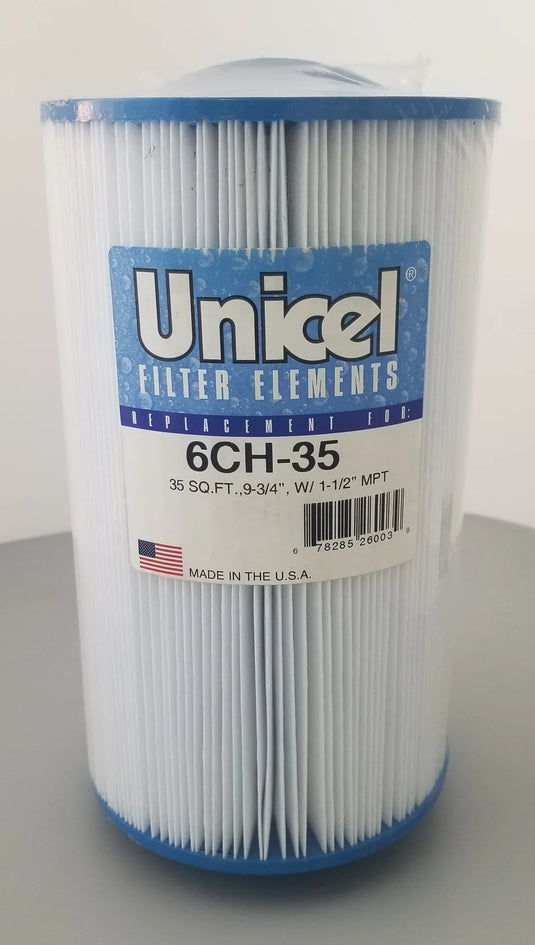 Unicel®
FILTER ELEMENTS
REPLACEMENT FOR:
6CH-35
35 SQ.FT.,9-3/4", W/ 1-1/2" MPT
6 78285 26003 9
MADE IN THE U.S.A.